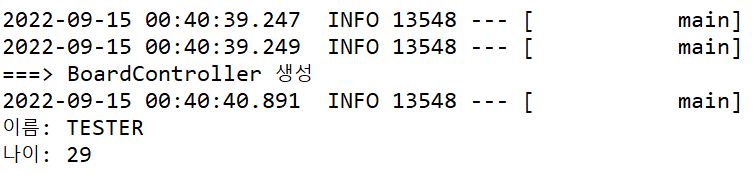 2022-09-15 00:40:39.247  INFO 13548 --- [           main]
2022-09-15 00:40:39.249  INFO 13548 --- [           main]
===> BoardController 생성
2022-09-15 00:40:40.891  INFO 13548 --- [           main]
이름: TESTER
나이: 29